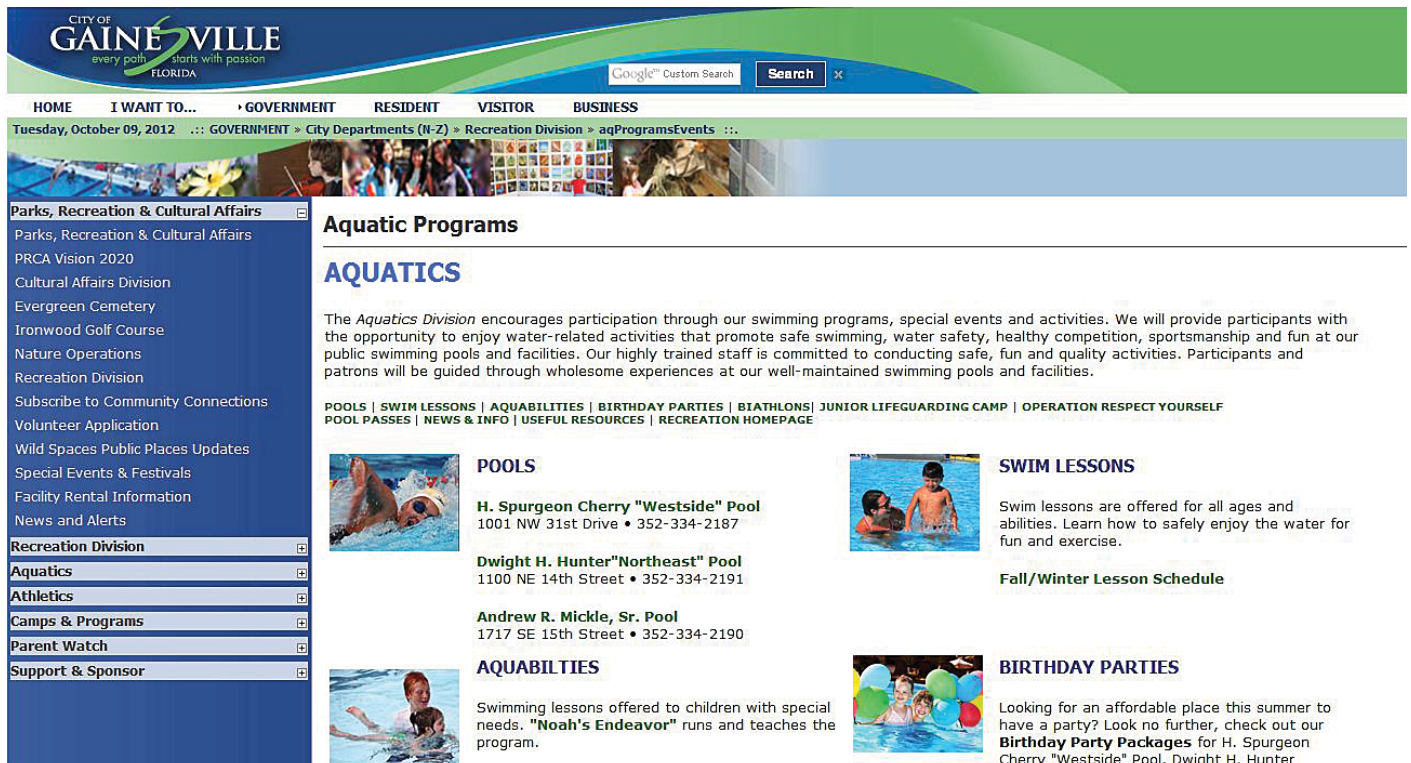 CITY OF
GAINESVILLE
every path starts with passion
FLORIDA
Google™ Custom Search
Search
×
HOME I WANT TO... GOVERNMENT RESIDENT VISITOR BUSINESS
Tuesday, October 09, 2012 .:: GOVERNMENT » City Departments (N-Z) » Recreation Division » aqProgramsEvents ::.
Parks, Recreation & Cultural Affairs
Parks, Recreation & Cultural Affairs
PRCA Vision 2020
Cultural Affairs Division
Evergreen Cemetery
Ironwood Golf Course
Nature Operations
Recreation Division
Subscribe to Community Connections
Volunteer Application
Wild Spaces Public Places Updates
Special Events & Festivals
Facility Rental Information
News and Alerts
Recreation Division
Aquatics
Athletics
Camps & Programs
Parent Watch
Support & Sponsor
Aquatic Programs
AQUATICS
The Aquatics Division encourages participation through our swimming programs, special events and activities. We will provide participants with
the opportunity to enjoy water-related activities that promote safe swimming, water safety, healthy competition, sportsmanship and fun at our
public swimming pools and facilities. Our highly trained staff is committed to conducting safe, fun and quality activities. Participants and
patrons will be guided through wholesome experiences at our well-maintained swimming pools and facilities.
POOLS | SWIM LESSONS | AQUABILITIES | BIRTHDAY PARTIES | BIATHLONS| JUNIOR LIFEGUARDING CAMP | OPERATION RESPECT YOURSELF
POOL PASSES | NEWS & INFO | USEFUL RESOURCES | RECREATION HOMEPAGE
POOLS
H. Spurgeon Cherry "Westside" Pool
1001 NW 31st Drive • 352-334-2187
Dwight H. Hunter"Northeast" Pool
1100 NE 14th Street • 352-334-2191
Andrew R. Mickle, Sr. Pool
1717 SE 15th Street • 352-334-2190
SWIM LESSONS
Swim lessons are offered for all ages and
abilities. Learn how to safely enjoy the water for
fun and exercise.
Fall/Winter Lesson Schedule
AQUABILTIES
Swimming lessons offered to children with special
needs. "Noah's Endeavor" runs and teaches the
program.
BIRTHDAY PARTIES
Looking for an affordable place this summer to
have a party? Look no further, check out our
Birthday Party Packages for H. Spurgeon
Cherry "Westside" Pool, Dwight H. Hunter